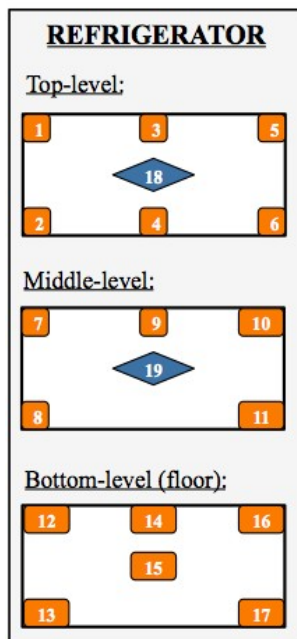 REFRIGERATOR
Top-level:
1 3 5
18
2 4 6
Middle-level:
7 9 10
19
8 11
Bottom-level (floor):
12 14 16
15
13 17